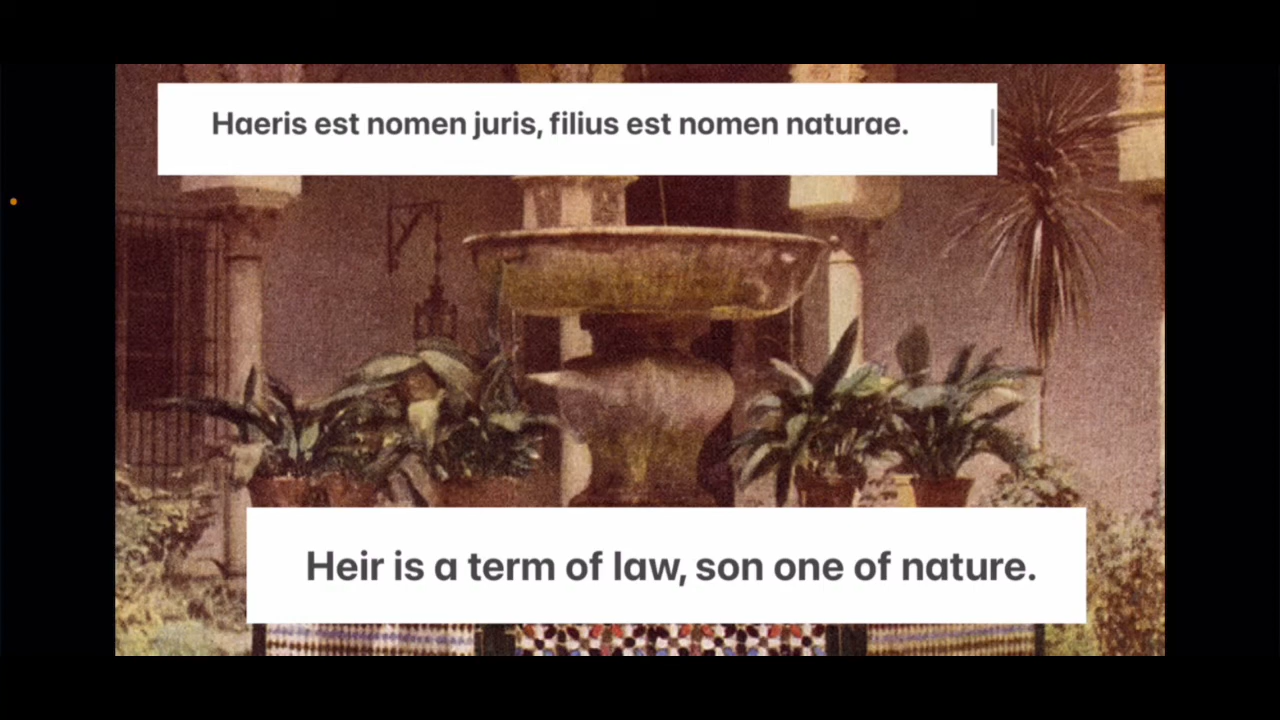 Haeris est nomen juris, filius est nomen naturae.
Heir is a term of law, son one of nature.